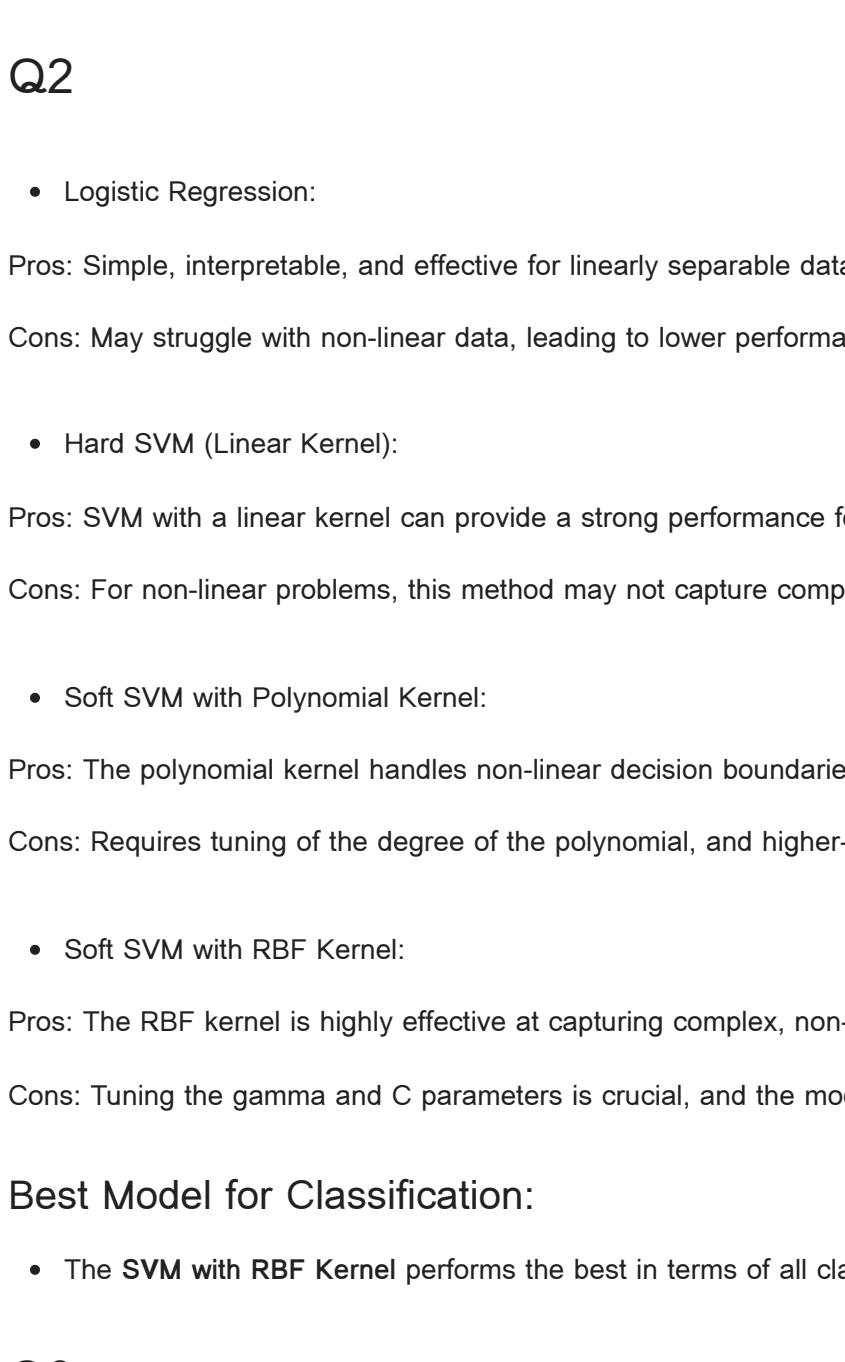 Q2
• Logistic Regression:
Pros: Simple, interpretable, and effective for linearly separable data
Cons: May struggle with non-linear data, leading to lower
• Hard SVM (Linear Kernel):
Pros: SVM with a linear kernel can provide a strong performance
Cons: For non-linear problems, this method may not capture
• Soft SVM with Polynomial Kernel:
Pros: The polynomial kernel handles non-linear decision
Cons: Requires tuning of the degree of the polynomial, and higher-
• Soft SVM with RBF Kernel:
Pros: The RBF kernel is highly effective at capturing complex, non-
Cons: Tuning the gamma and C parameters is crucial, and the
Best Model for Classification:
• The SVM with RBF Kernel performs the best in terms of all